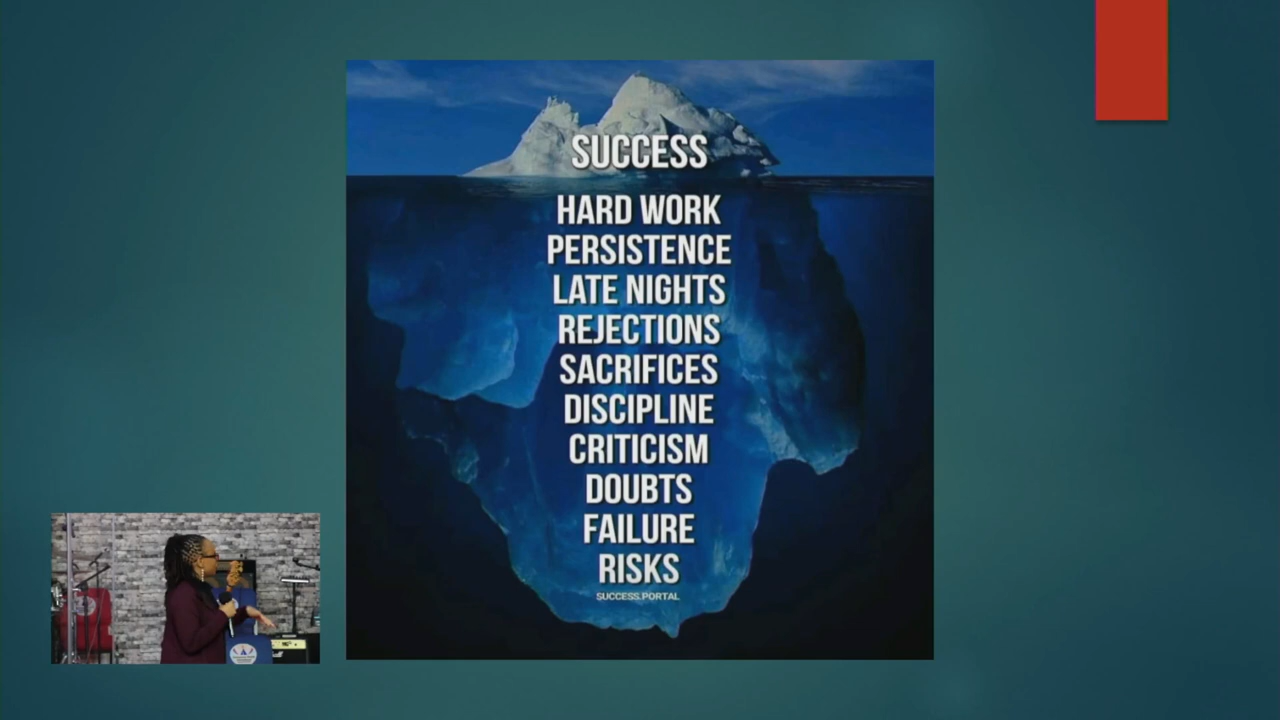 SUCCESS
HARD WORK
PERSISTENCE
LATE NIGHTS
REJECTIONS
SACRIFICES
DISCIPLINE
CRITICISM
DOUBTS
FAILURE
RISKS
SUCCESS.PORTAL